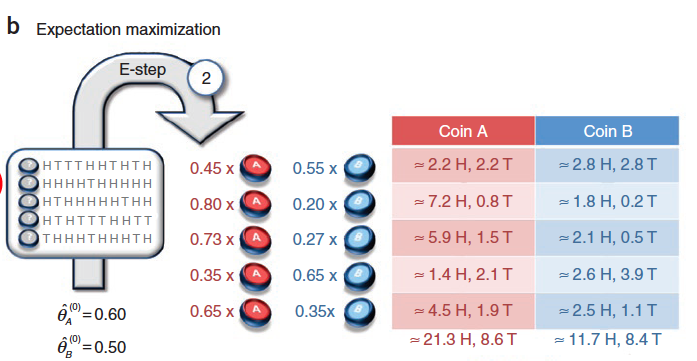 b Expectation maximization
E-step
2
? HTTTHHTHTH
? HHHHTHHHHH
? HTHHHHHTHH
? HTHTTTHHTT
? THHHTHHHTH
0.45 x A 0.55 x B
0.80 x A 0.20 x B
0.73 x A 0.27 x B
0.35 x A 0.65 x B
0.65 x A 0.35x B
Coin A Coin B
≈ 2.2 H, 2.2 T ≈ 2.8 H, 2.8 T
≈ 7.2 H, 0.8 T ≈ 1.8 H, 0.2 T
≈ 5.9 H, 1.5 T ≈ 2.1 H, 0.5 T
≈ 1.4 H, 2.1 T ≈ 2.6 H, 3.9 T
≈ 4.5 H, 1.9 T ≈ 2.5 H, 1.1 T
≈ 21.3 H, 8.6 T ≈ 11.7 H, 8.4 T
θ̂_A^(0) = 0.60
θ̂_B^(0) = 0.50